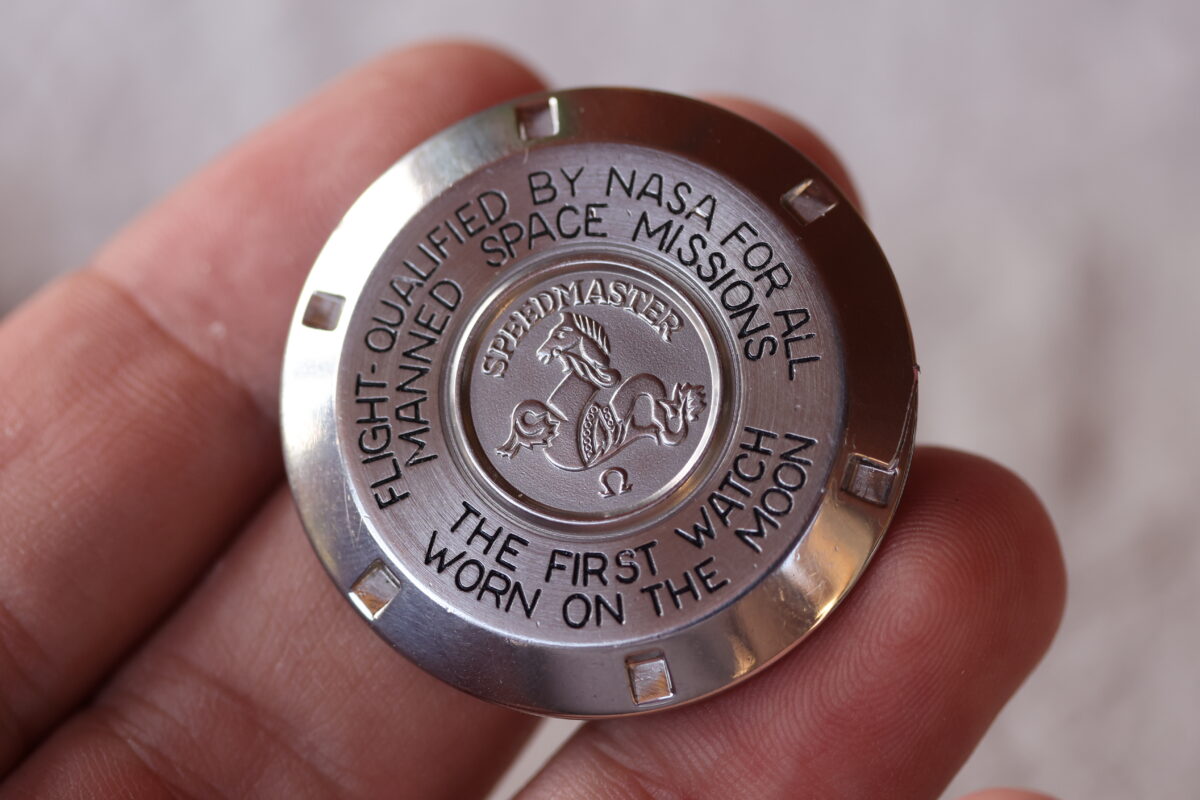 FLIGHT-QUALIFIED BY NASA FOR ALL
MANNED SPACE MISSIONS
SPEEDMASTER
Ω
THE FIRST WATCH
WORN ON THE MOON